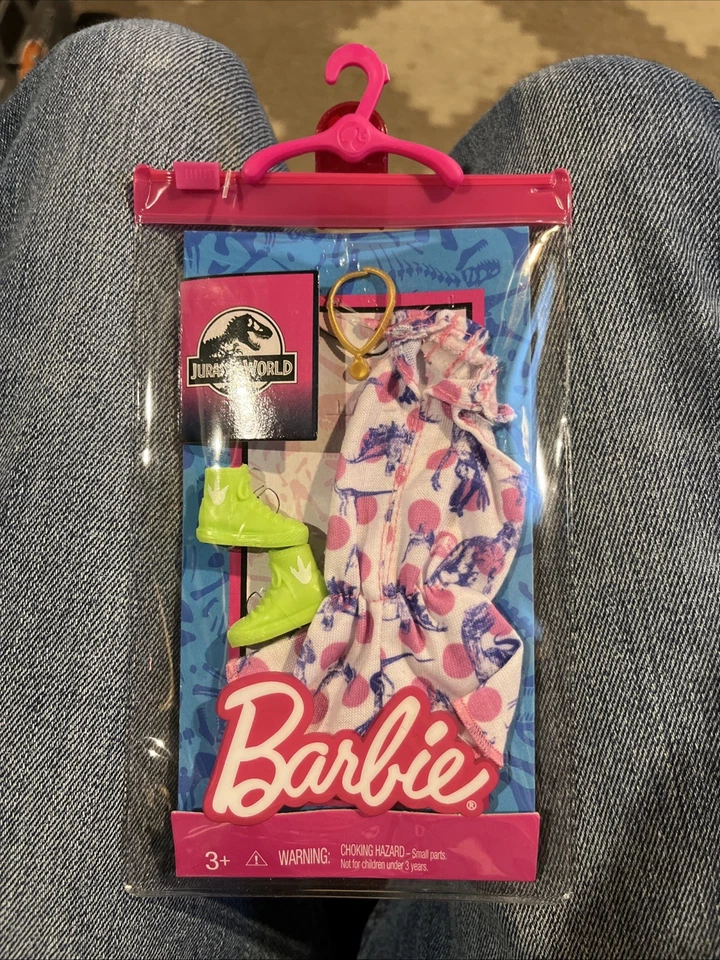 JURASSIC WORLD
Barbie®
3+ ⚠ WARNING: CHOKING HAZARD – Small parts.
Not for children under 3 years.